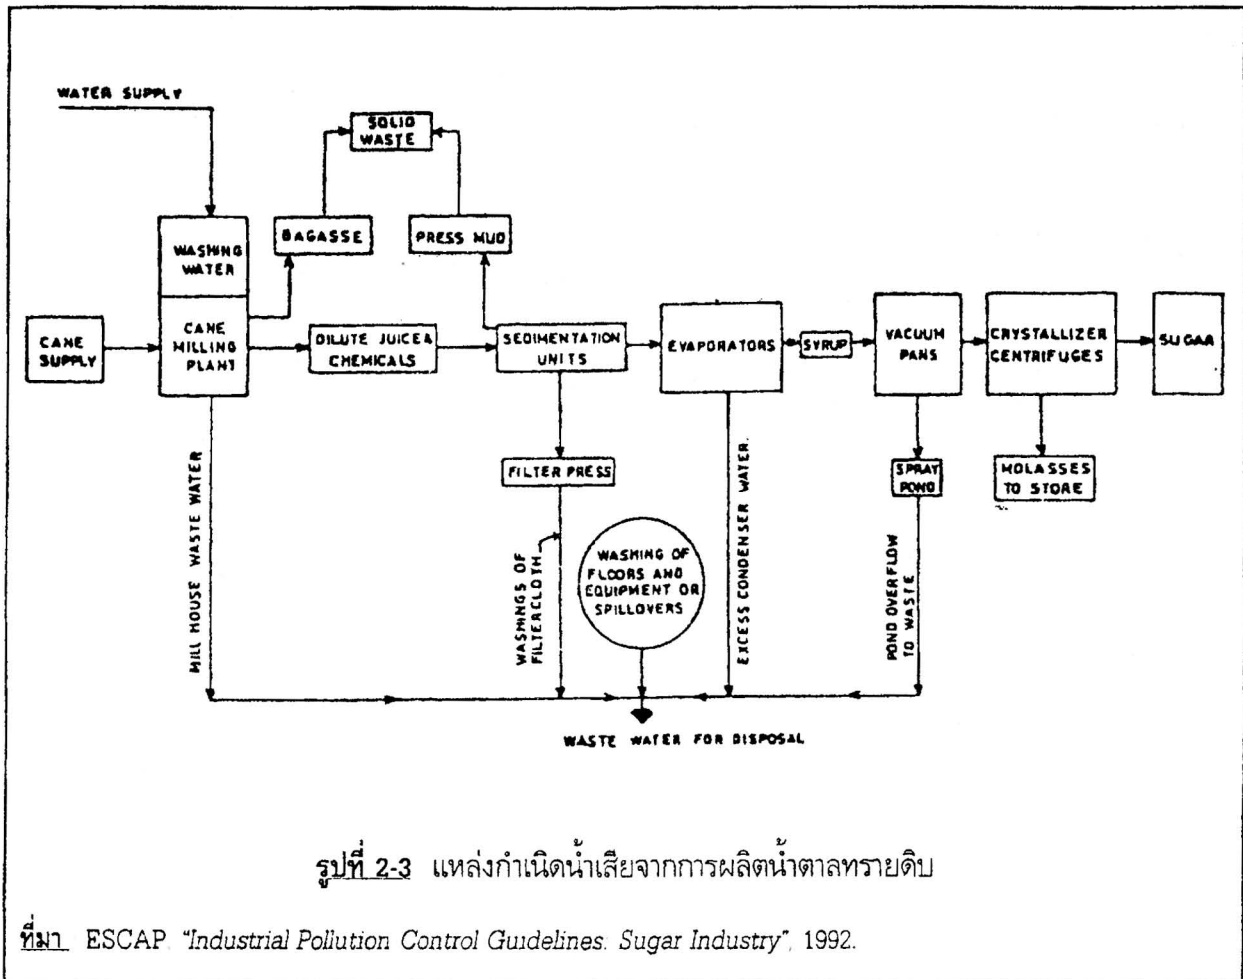 WATER SUPPLY
SOLID
WASTE
WASHING
WATER
BAGASSE
PRESS MUD
CANE
SUPPLY
CANE
MILLING
PLANT
DILUTE JUICE &
CHEMICALS
SEDIMENTATION
UNITS
EVAPORATORS
SYRUP
VACUUM
PANS
CRYSTALLIZER
CENTRIFUGES
SUGAR
FILTER PRESS
SPRAY
POND
MOLASSES
TO STORE
MILL HOUSE WASTE WATER
WASHINGS OF
FILTERCLOTH
WASHING OF
FLOORS AND
EQUIPMENT OR
SPILLOVERS
EXCESS CONDENSER WATER.
POND OVERFLOW
TO WASTE
WASTE WATER FOR DISPOSAL
รูปที่ 2-3 แหล่งกำเนิดน้ำเสียจากการผลิตน้ำตาลทรายดิบ
ที่มา ESCAP. "Industrial Pollution Control Guidelines: Sugar Industry", 1992.